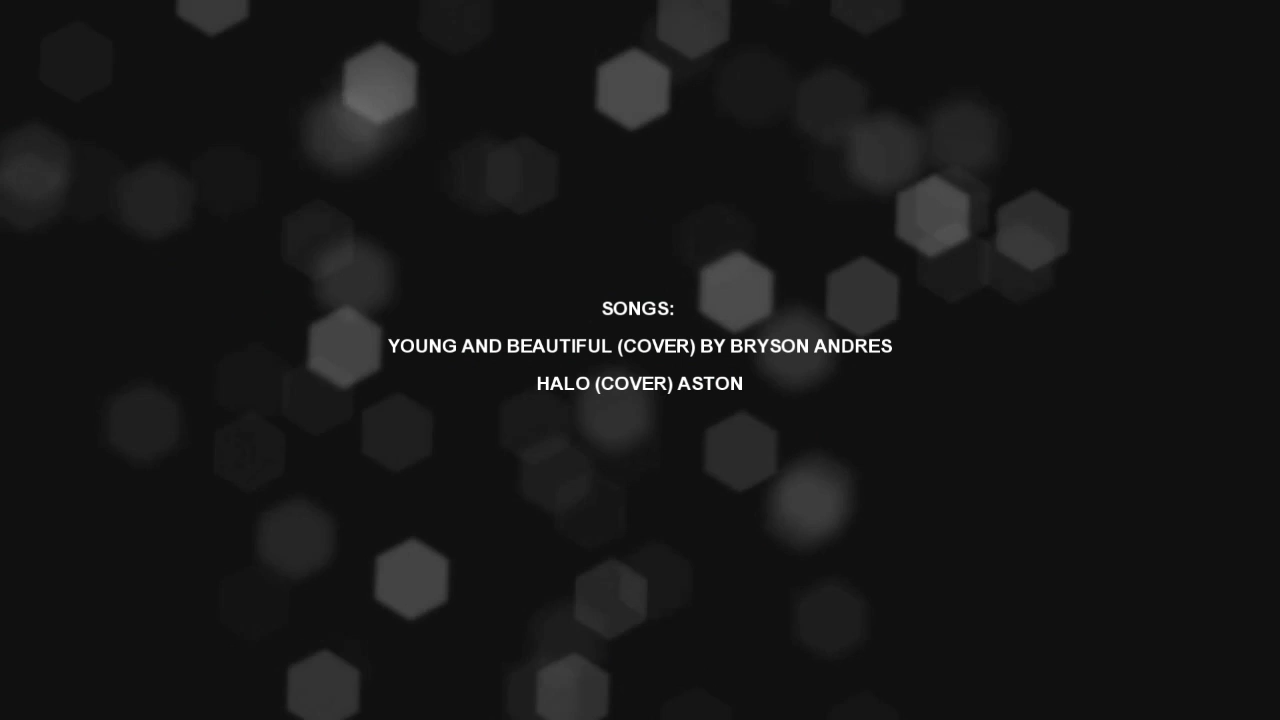 SONGS:
YOUNG AND BEAUTIFUL (COVER) BY BRYSON ANDRES
HALO (COVER) ASTON